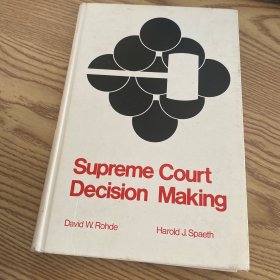 Supreme Court
Decision Making
David W. Rohde Harold J. Spaeth